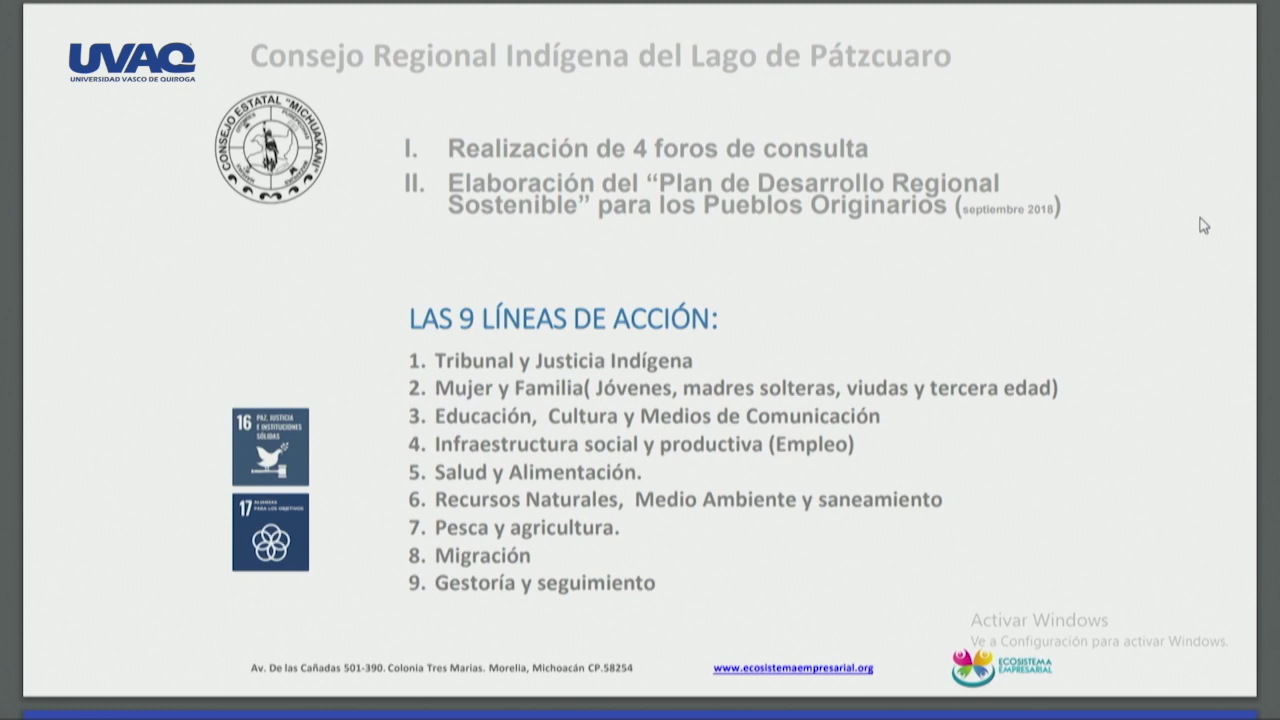 UVAQ
UNIVERSIDAD VASCO DE QUIROGA
Consejo Regional Indígena del Lago de Pátzcuaro
CONSEJO ESTATAL "MICHUAKANI"
I. Realización de 4 foros de consulta
II. Elaboración del “Plan de Desarrollo Regional
Sostenible” para los Pueblos Originarios (septiembre 2018)
LAS 9 LÍNEAS DE ACCIÓN:
1. Tribunal y Justicia Indígena
2. Mujer y Familia( Jóvenes, madres solteras, viudas y tercera edad)
3. Educación, Cultura y Medios de Comunicación
4. Infraestructura social y productiva (Empleo)
5. Salud y Alimentación.
6. Recursos Naturales, Medio Ambiente y saneamiento
7. Pesca y agricultura.
8. Migración
9. Gestoría y seguimiento
16 PAZ, JUSTICIA
E INSTITUCIONES
SÓLIDAS
17 ALIANZAS
PARA LOS OBJETIVOS
Activar Windows
Ve a Configuración para activar Windows.
Av. De las Cañadas 501-390. Colonia Tres Marias. Morelia, Michoacán CP.58254
www.ecosistemaempresarial.org
ECOSISTEMA
EMPRESARIAL